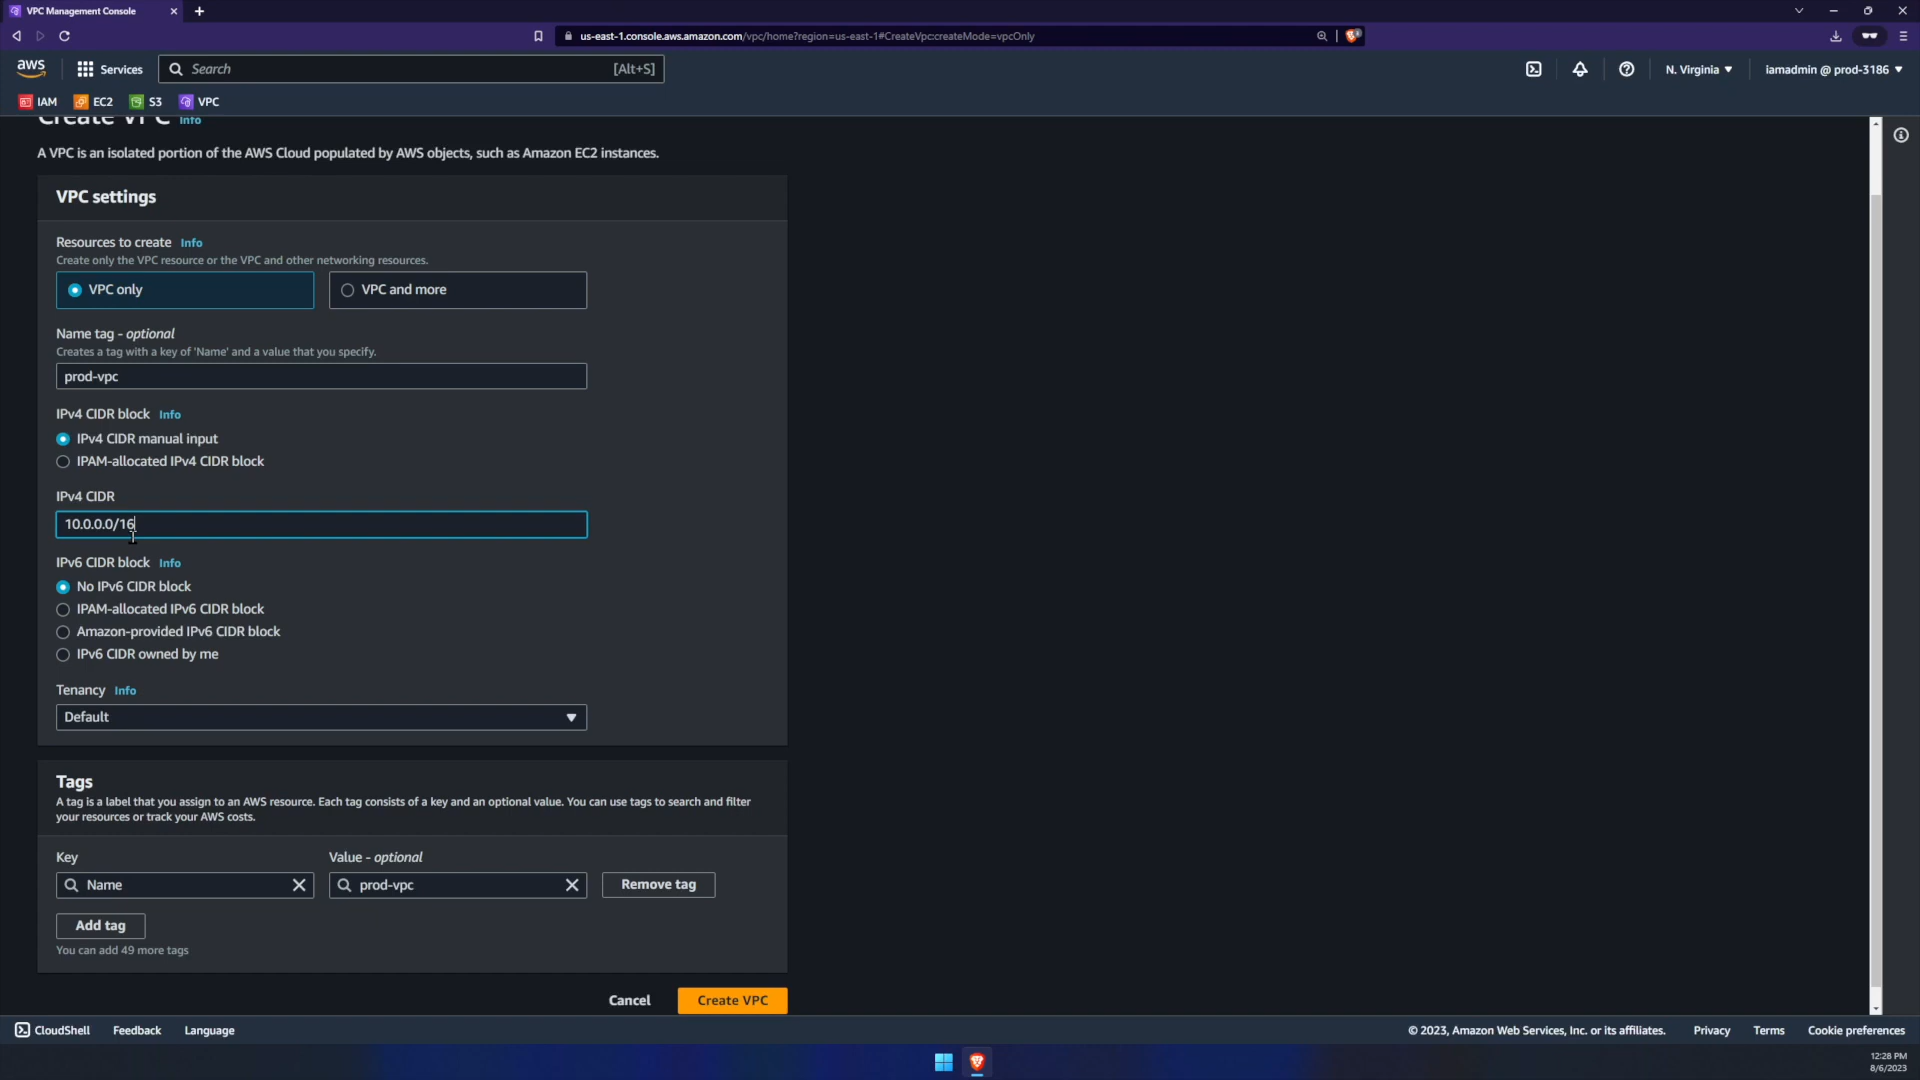 VPC Management Console
us-east-1.console.aws.amazon.com/vpc/home?region=us-east-1#CreateVpc:createMode=vpcOnly
aws
Services
Search
[Alt+S]
N. Virginia
iamadmin @ prod-3186
IAM
EC2
S3
VPC
Create VPC Info
A VPC is an isolated portion of the AWS Cloud populated by AWS objects, such as Amazon EC2 instances.
VPC settings
Resources to create Info
Create only the VPC resource or the VPC and other networking resources.
VPC only
VPC and more
Name tag - optional
Creates a tag with a key of 'Name' and a value that you specify.
prod-vpc
IPv4 CIDR block Info
IPv4 CIDR manual input
IPAM-allocated IPv4 CIDR block
IPv4 CIDR
10.0.0.0/16
IPv6 CIDR block Info
No IPv6 CIDR block
IPAM-allocated IPv6 CIDR block
Amazon-provided IPv6 CIDR block
IPv6 CIDR owned by me
Tenancy Info
Default
Tags
A tag is a label that you assign to an AWS resource. Each tag consists of a key and an optional value. You can use tags to search and filter
your resources or track your AWS costs.
Key
Value - optional
Name
prod-vpc
Remove tag
Add tag
You can add 49 more tags
Cancel
Create VPC
CloudShell
Feedback
Language
© 2023, Amazon Web Services, Inc. or its affiliates.
Privacy
Terms
Cookie preferences
12:28 PM
8/6/2023